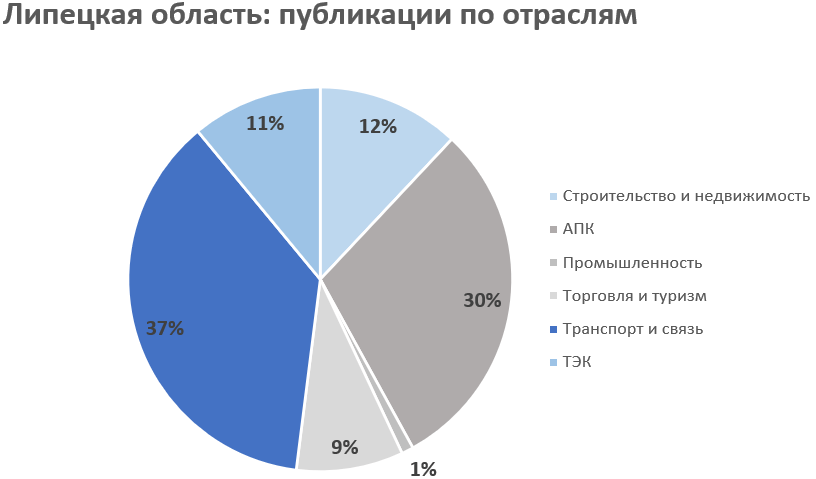 Липецкая область: публикации по отраслям
11%
12%
30%
37%
9%
1%
Строительство и недвижимость
АПК
Промышленность
Торговля и туризм
Транспорт и связь
ТЭК